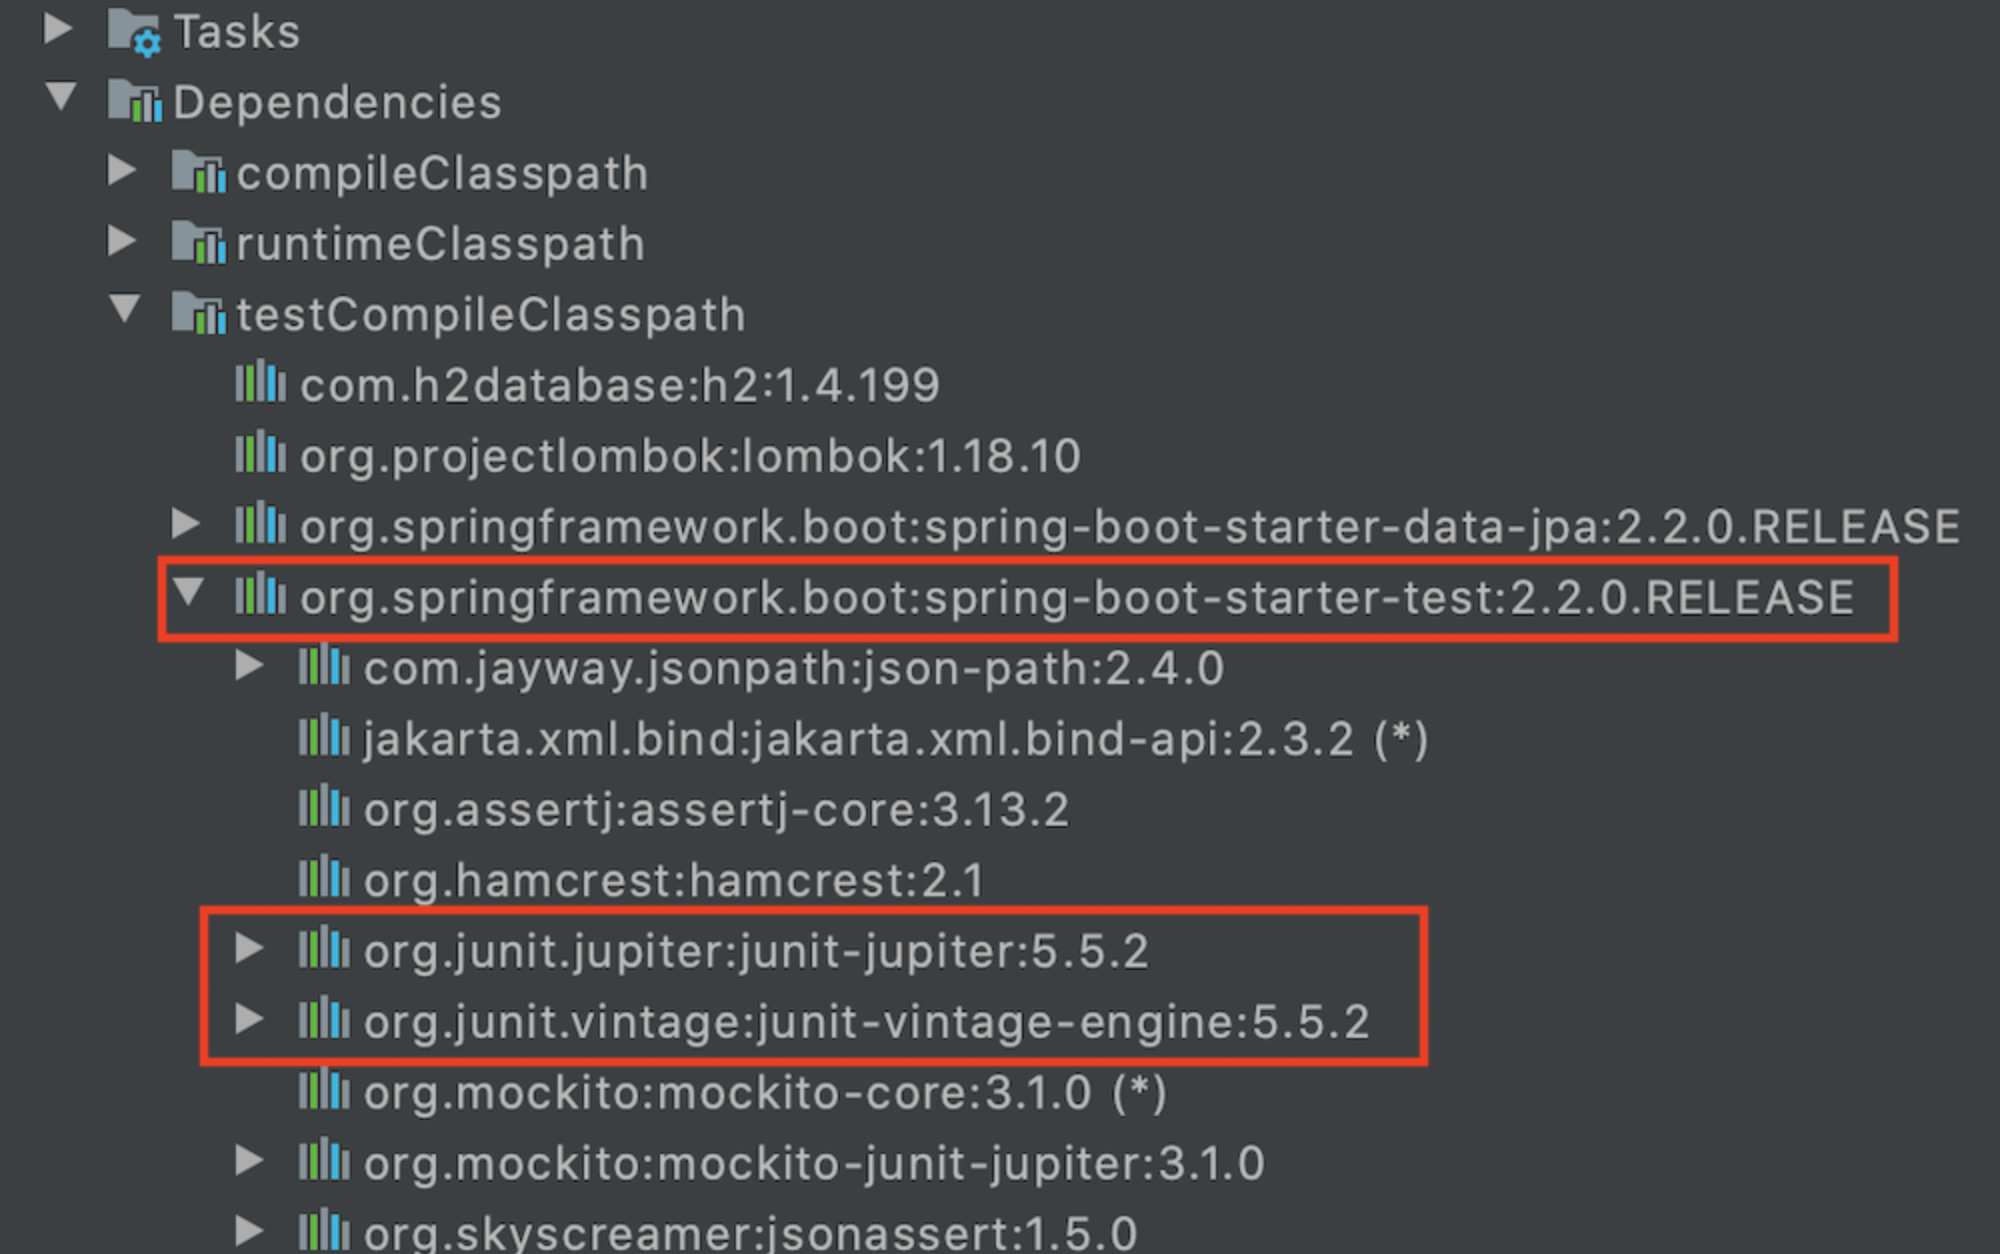 Tasks
Dependencies
compileClasspath
runtimeClasspath
testCompileClasspath
com.h2database:h2:1.4.199
org.projectlombok:lombok:1.18.10
org.springframework.boot:spring-boot-starter-data-jpa:2.2.0.RELEASE
org.springframework.boot:spring-boot-starter-test:2.2.0.RELEASE
com.jayway.jsonpath:json-path:2.4.0
jakarta.xml.bind:jakarta.xml.bind-api:2.3.2 (*)
org.assertj:assertj-core:3.13.2
org.hamcrest:hamcrest:2.1
org.junit.jupiter:junit-jupiter:5.5.2
org.junit.vintage:junit-vintage-engine:5.5.2
org.mockito:mockito-core:3.1.0 (*)
org.mockito:mockito-junit-jupiter:3.1.0
org.skyscreamer:jsonassert:1.5.0